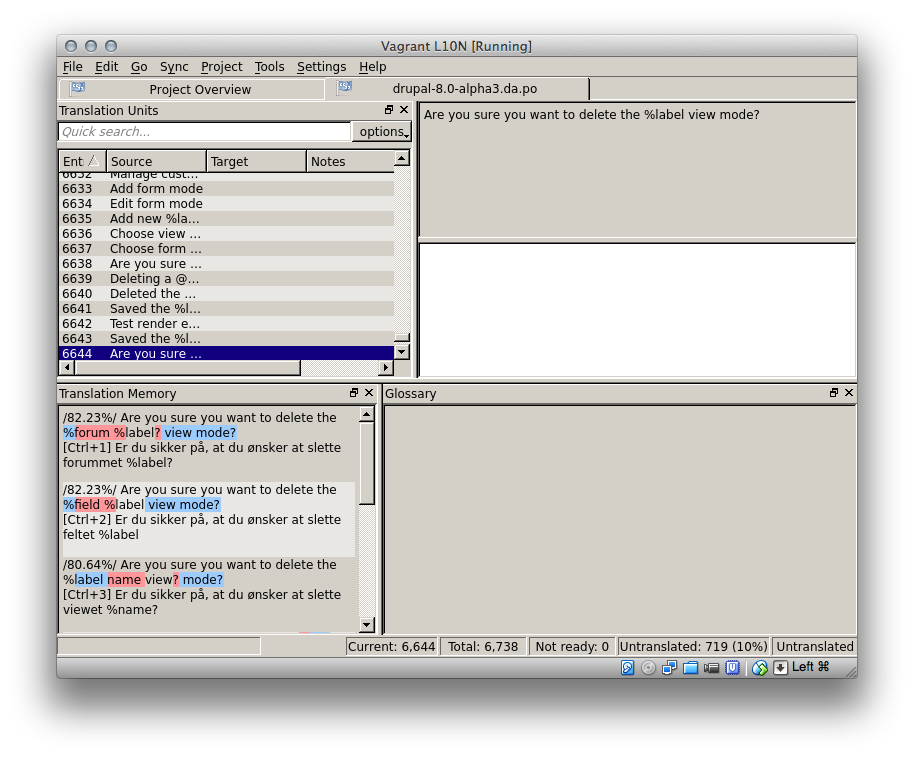 Vagrant L10N [Running]
File Edit Go Sync Project Tools Settings Help
Project Overview
drupal-8.0-alpha3.da.po
Translation Units
Quick search...
options
Ent Source Target Notes
6632 Manage cust...
6633 Add form mode
6634 Edit form mode
6635 Add new %la...
6636 Choose view ...
6637 Choose form ...
6638 Are you sure ...
6639 Deleting a @...
6640 Deleted the ...
6641 Saved the %l...
6642 Test render e...
6643 Saved the %l...
6644 Are you sure ...
Are you sure you want to delete the %label view mode?
Translation Memory
/82.23%/ Are you sure you want to delete the
%forum %label? view mode?
[Ctrl+1] Er du sikker på, at du ønsker at slette
forummet %label?
/82.23%/ Are you sure you want to delete the
%field %label view mode?
[Ctrl+2] Er du sikker på, at du ønsker at slette
feltet %label
/80.64%/ Are you sure you want to delete the
%label name view? mode?
[Ctrl+3] Er du sikker på, at du ønsker at slette
viewet %name?
Glossary
Current: 6,644 Total: 6,738 Not ready: 0 Untranslated: 719 (10%) Untranslated
Left ⌘